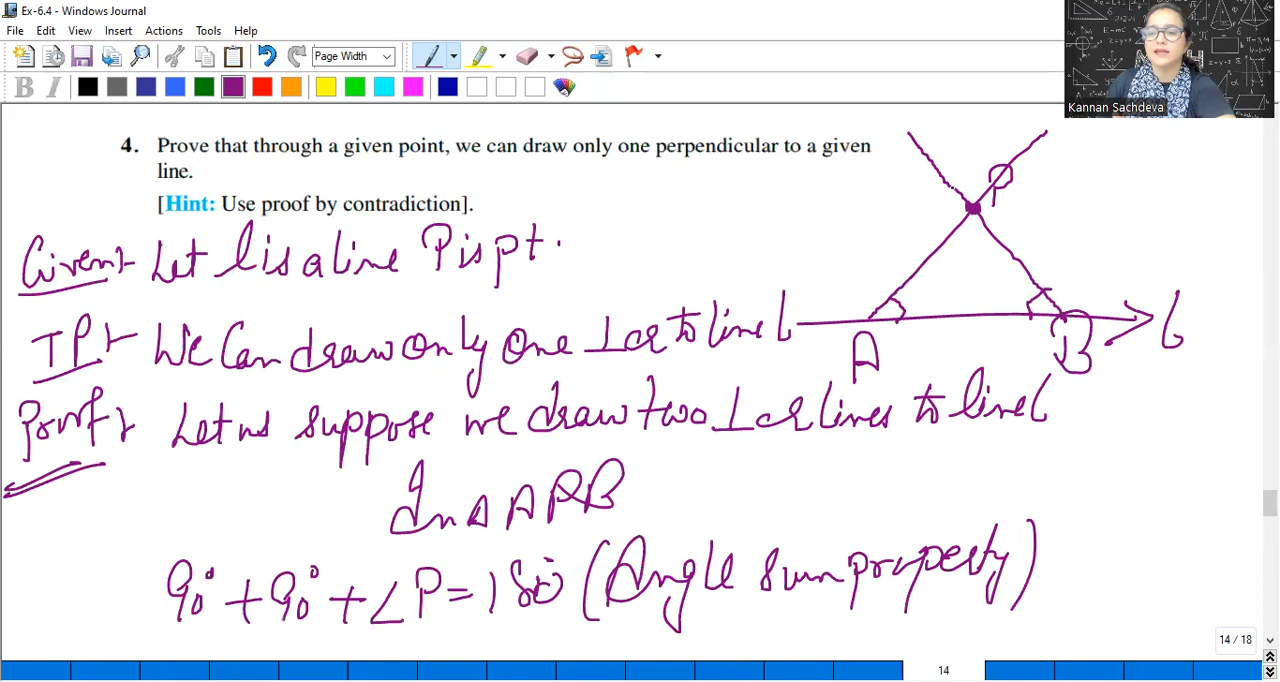 Ex-6.4 - Windows Journal
File Edit View Insert Actions Tools Help
Page Width
B I
Kannan Sachdeva
4. Prove that through a given point, we can draw only one perpendicular to a given
line.
[Hint: Use proof by contradiction].
P
Given:- Let l is a line P is pt.
TP:- We can draw only one ⊥er to line l
A B l
Proof:- Let us suppose we draw two ⊥er lines to line l
In Δ APB
90° + 90° + ∠P = 180 (Angle sum property)
14 / 18
14